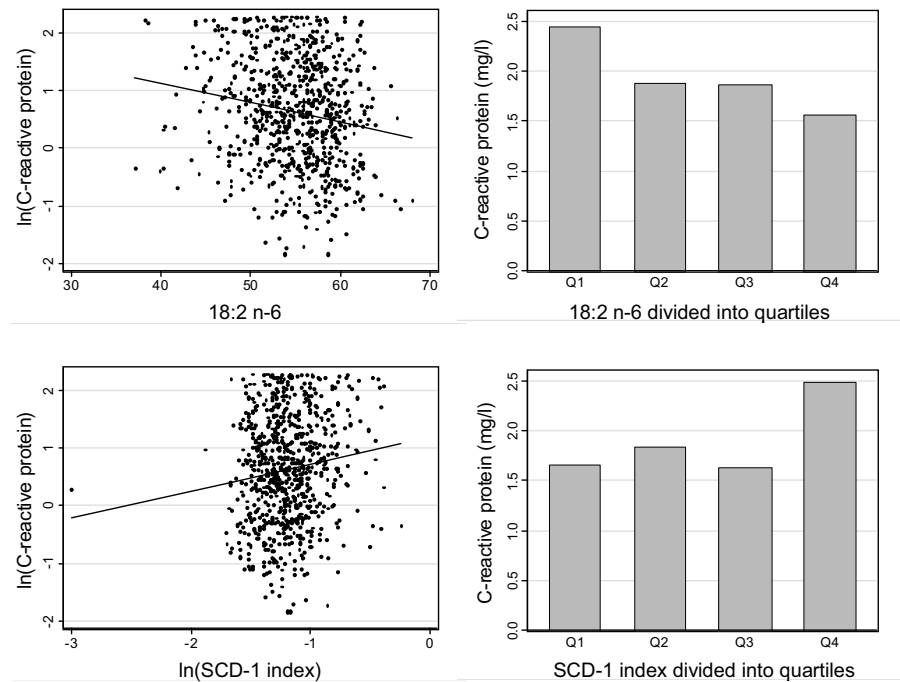 ln(C-reactive protein)
2
1
0
-1
-2
30 40 50 60 70
18:2 n-6
C-reactive protein (mg/l)
2.5
2.0
1.5
1.0
0.5
0.0
Q1 Q2 Q3 Q4
18:2 n-6 divided into quartiles
ln(C-reactive protein)
2
1
0
-1
-2
-3 -2 -1 0
ln(SCD-1 index)
C-reactive protein (mg/l)
2.5
2.0
1.5
1.0
0.5
0.0
Q1 Q2 Q3 Q4
SCD-1 index divided into quartiles